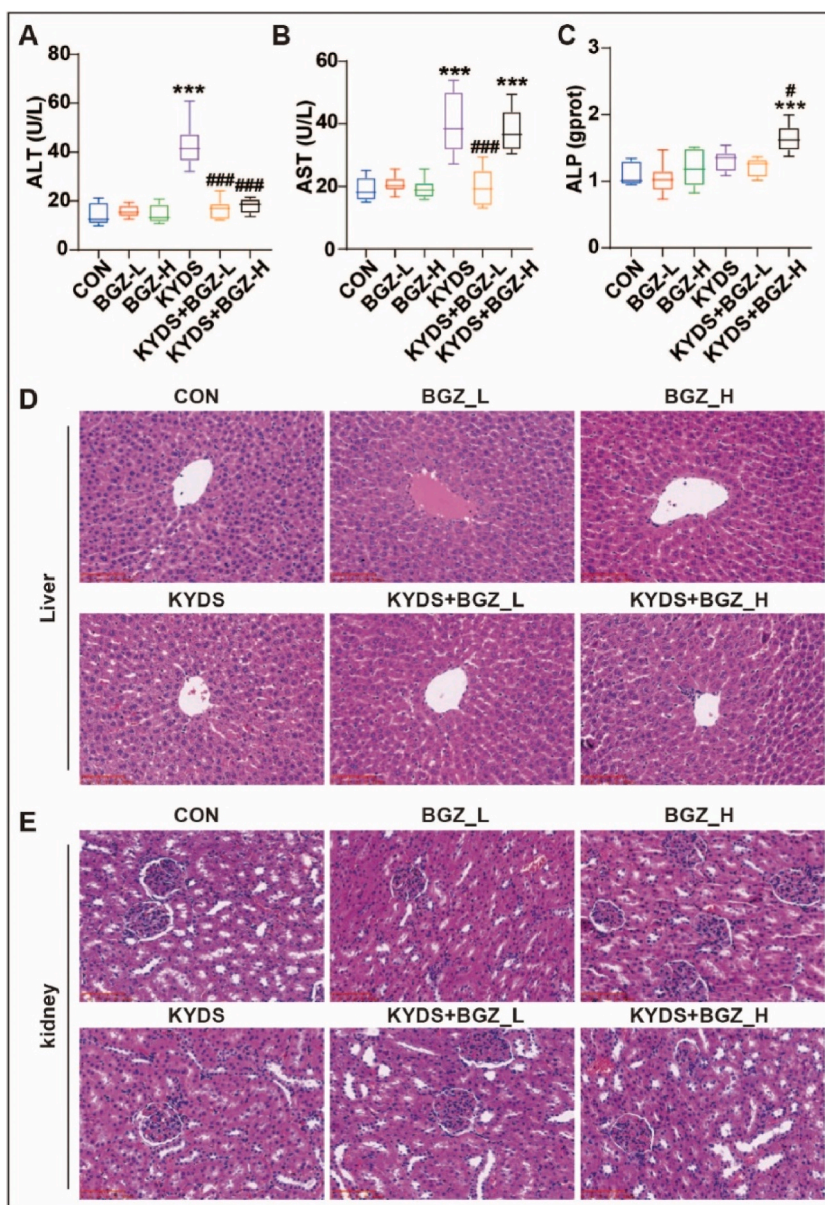 A
ALT (U/L)
80
60
40
20
0
***
###
###
CON
BGZ-L
BGZ-H
KYDS
KYDS+BGZ-L
KYDS+BGZ-H
B
AST (U/L)
60
40
20
0
***
###
***
CON
BGZ-L
BGZ-H
KYDS
KYDS+BGZ-L
KYDS+BGZ-H
C
ALP (gprot)
3
2
1
0
#
***
CON
BGZ-L
BGZ-H
KYDS
KYDS+BGZ-L
KYDS+BGZ-H
D
Liver
CON BGZ_L BGZ_H
KYDS KYDS+BGZ_L KYDS+BGZ_H
E
kidney
CON BGZ_L BGZ_H
KYDS KYDS+BGZ_L KYDS+BGZ_H